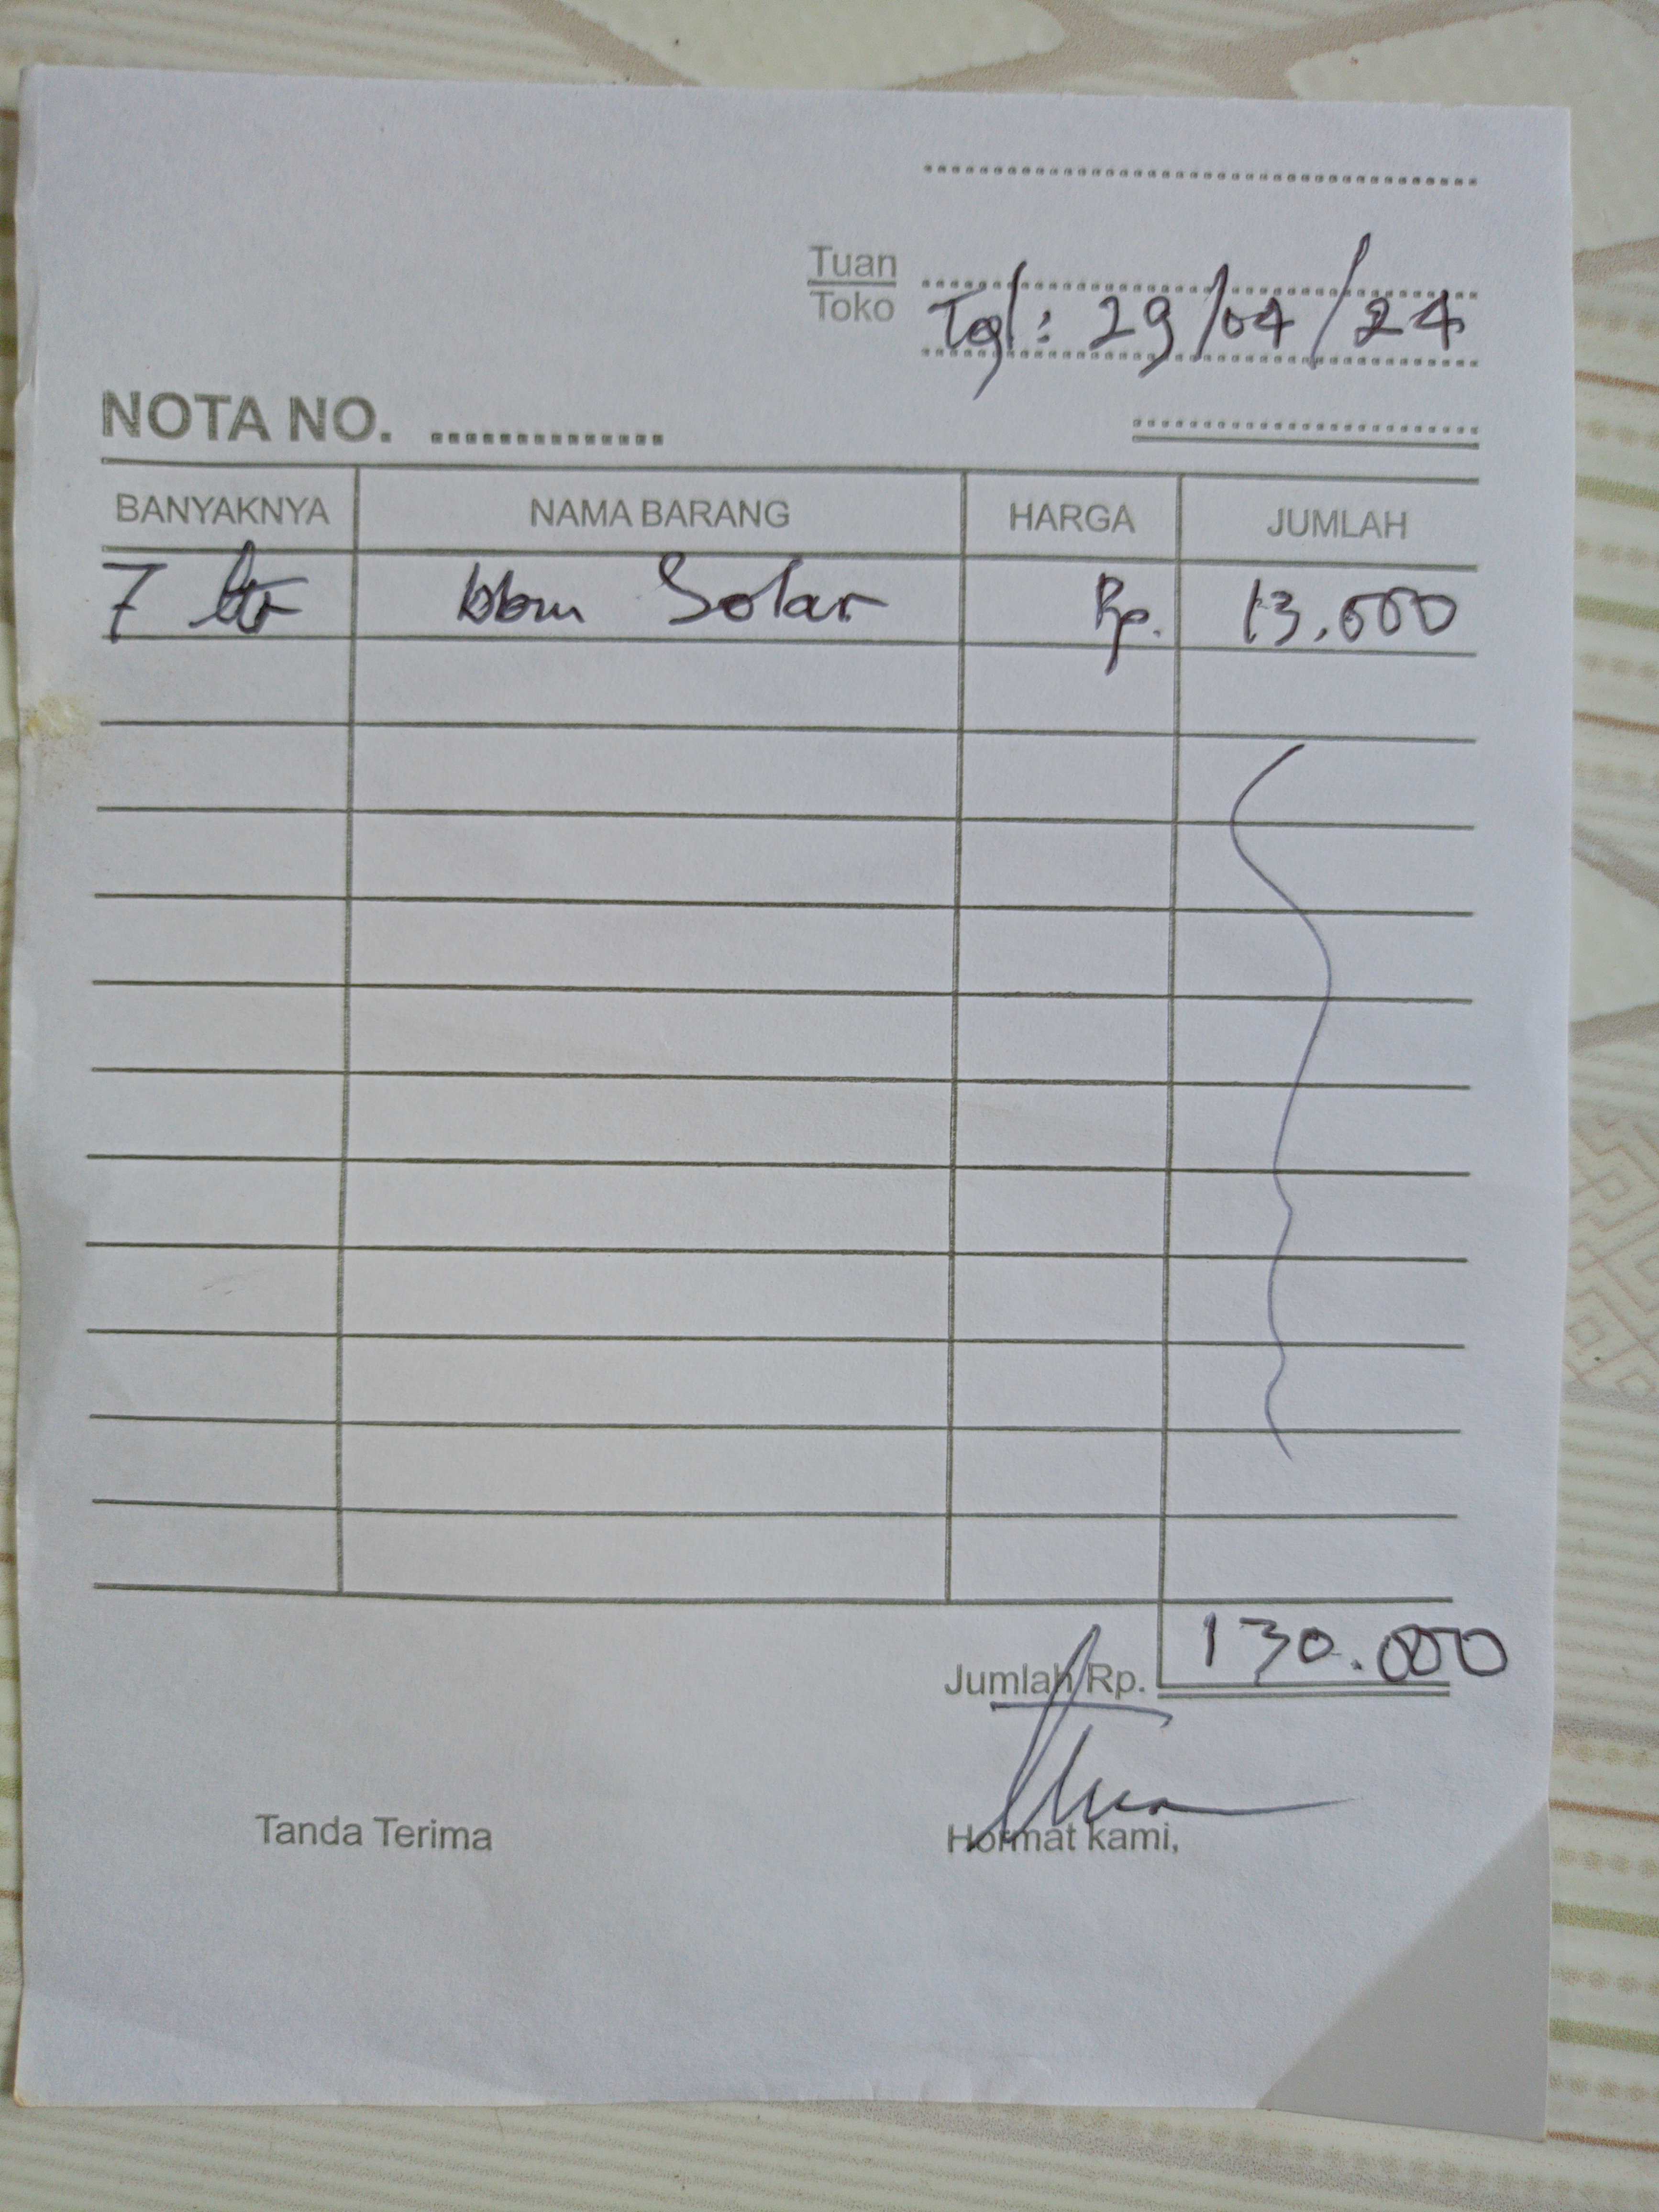 Tuan
Toko
Tgl : 29/04/24
NOTA NO. ..............
BANYAKNYA NAMA BARANG HARGA JUMLAH
7 ltr bbm Solar Rp. 13.000
Jumlah Rp. 130.000
Tanda Terima Hormat kami,